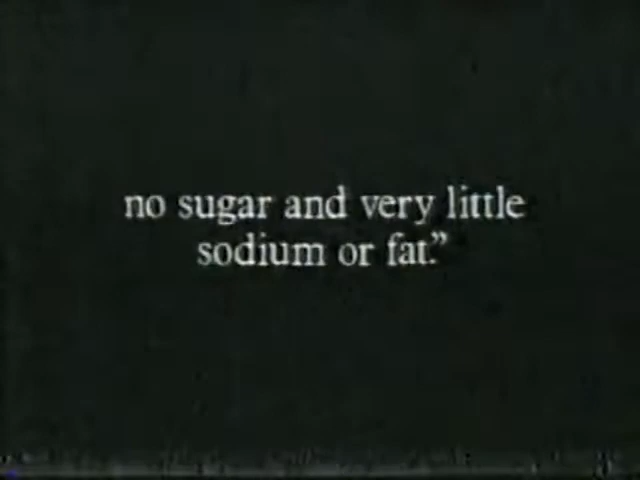 no sugar and very little
sodium or fat.”